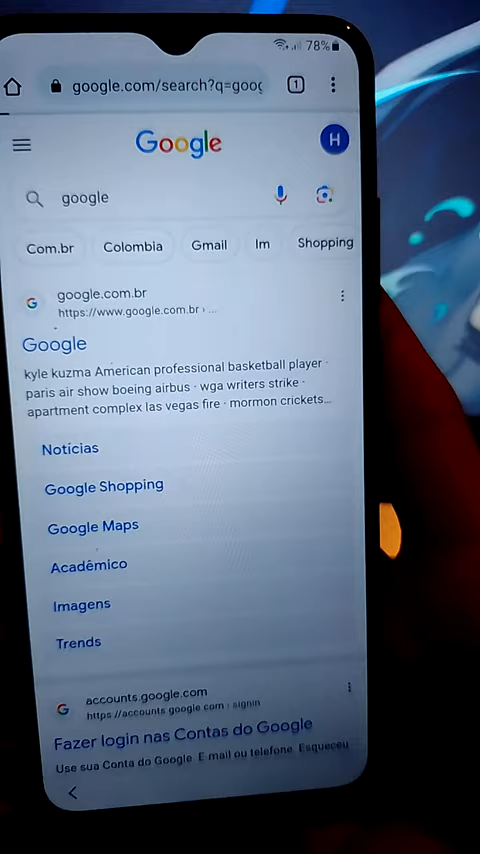 78%
google.com/search?q=goog
1
Google
H
google
Com.br
Colombia
Gmail
Im
Shopping
G
google.com.br
https://www.google.com.br › ...
Google
kyle kuzma American professional basketball player ·
paris air show boeing airbus · wga writers strike ·
apartment complex las vegas fire · mormon crickets...
Notícias
Google Shopping
Google Maps
Acadêmico
Imagens
Trends
G
accounts.google.com
https://accounts.google.com › signin
Fazer login nas Contas do Google
Use sua Conta do Google. E mail ou telefone. Esqueceu